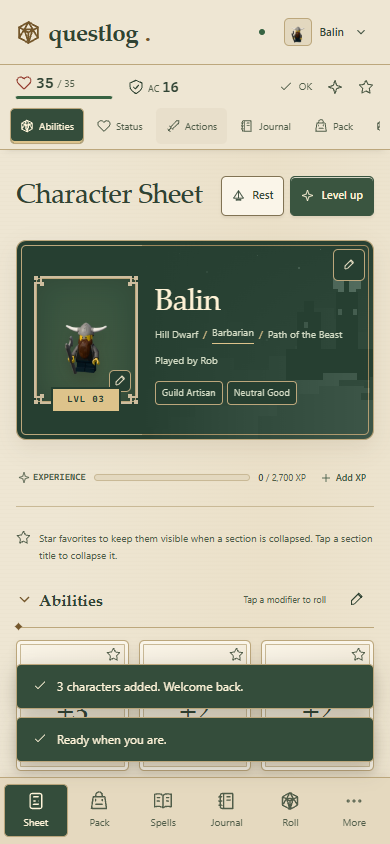 questlog .
Balin
35 / 35
AC 16
OK
Abilities
Status
Actions
Journal
Pack
Character Sheet
Rest
Level up
Balin
Hill Dwarf / Barbarian / Path of the Beast
Played by Rob
LVL 03
Guild Artisan
Neutral Good
EXPERIENCE
0 / 2,700 XP
+ Add XP
Star favorites to keep them visible when a section is collapsed. Tap a section
title to collapse it.
Abilities
Tap a modifier to roll
3 characters added. Welcome back.
Ready when you are.
Sheet
Pack
Spells
Journal
Roll
More